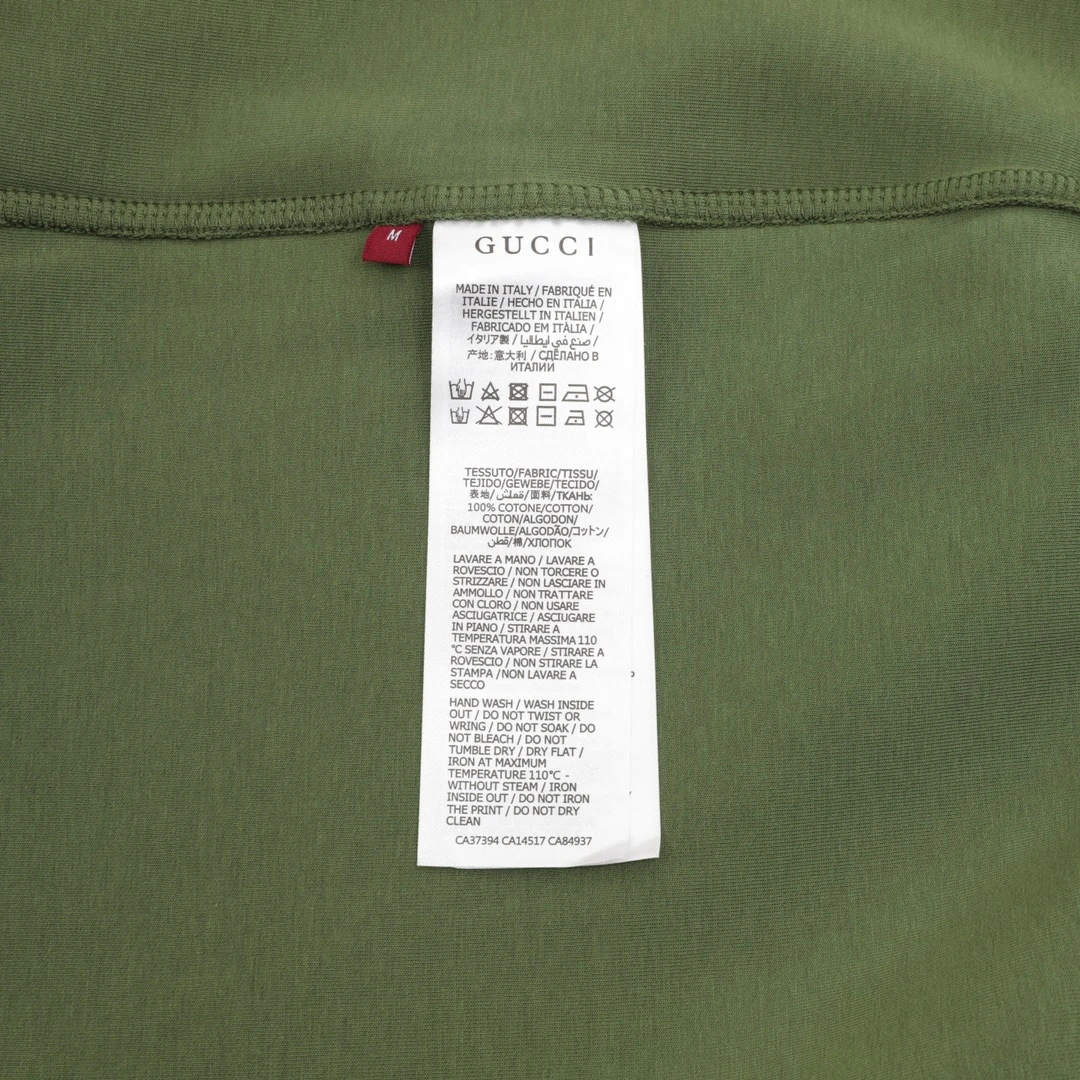 M
GUCCI
MADE IN ITALY / FABRIQUÉ EN
ITALIE / HECHO EN ITALIA /
HERGESTELLT IN ITALIEN /
FABRICADO EM ITÀLIA /
イタリア製 / صنع في ايطاليا /
产地：意大利 / СДЕЛАНО В
ИТАЛИИ
TESSUTO/FABRIC/TISSU/
TEJIDO/GEWEBE/TECIDO/
表地/قملش/面料/ТКАНЬ:
100% COTONE/COTTON/
COTON/ALGODON/
BAUMWOLLE/ALGODÃO/コットン/
قطن/棉/ХЛОПОК
LAVARE A MANO / LAVARE A
ROVESCIO / NON TORCERE O
STRIZZARE / NON LASCIARE IN
AMMOLLO / NON TRATTARE
CON CLORO / NON USARE
ASCIUGATRICE / ASCIUGARE
IN PIANO / STIRARE A
TEMPERATURA MASSIMA 110
°C SENZA VAPORE / STIRARE A
ROVESCIO / NON STIRARE LA
STAMPA /NON LAVARE A
SECCO
HAND WASH / WASH INSIDE
OUT / DO NOT TWIST OR
WRING / DO NOT SOAK / DO
NOT BLEACH / DO NOT
TUMBLE DRY / DRY FLAT /
IRON AT MAXIMUM
TEMPERATURE 110°C -
WITHOUT STEAM / IRON
INSIDE OUT / DO NOT IRON
THE PRINT / DO NOT DRY
CLEAN
CA37394 CA14517 CA84937